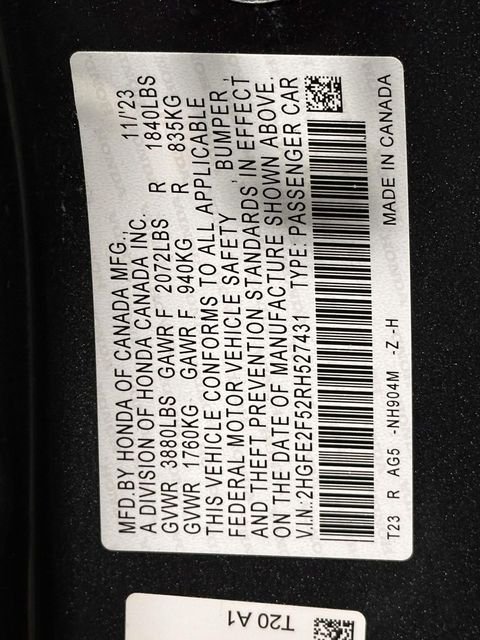 MFD.BY HONDA OF CANADA MFG., 11/'23
A DIVISION OF HONDA CANADA INC.
GVWR 3880LBS GAWR F 2072LBS R 1840LBS
GVWR 1760KG GAWR F 940KG R 835KG
THIS VEHICLE CONFORMS TO ALL APPLICABLE
FEDERAL MOTOR VEHICLE SAFETY , BUMPER ,
AND THEFT PREVENTION STANDARDS IN EFFECT
ON THE DATE OF MANUFACTURE SHOWN ABOVE.
V.I.N.:2HGFE2F52RH527431 TYPE: PASSENGER CAR
T23 R AG5 -NH904M -Z -H MADE IN CANADA
T20 A1